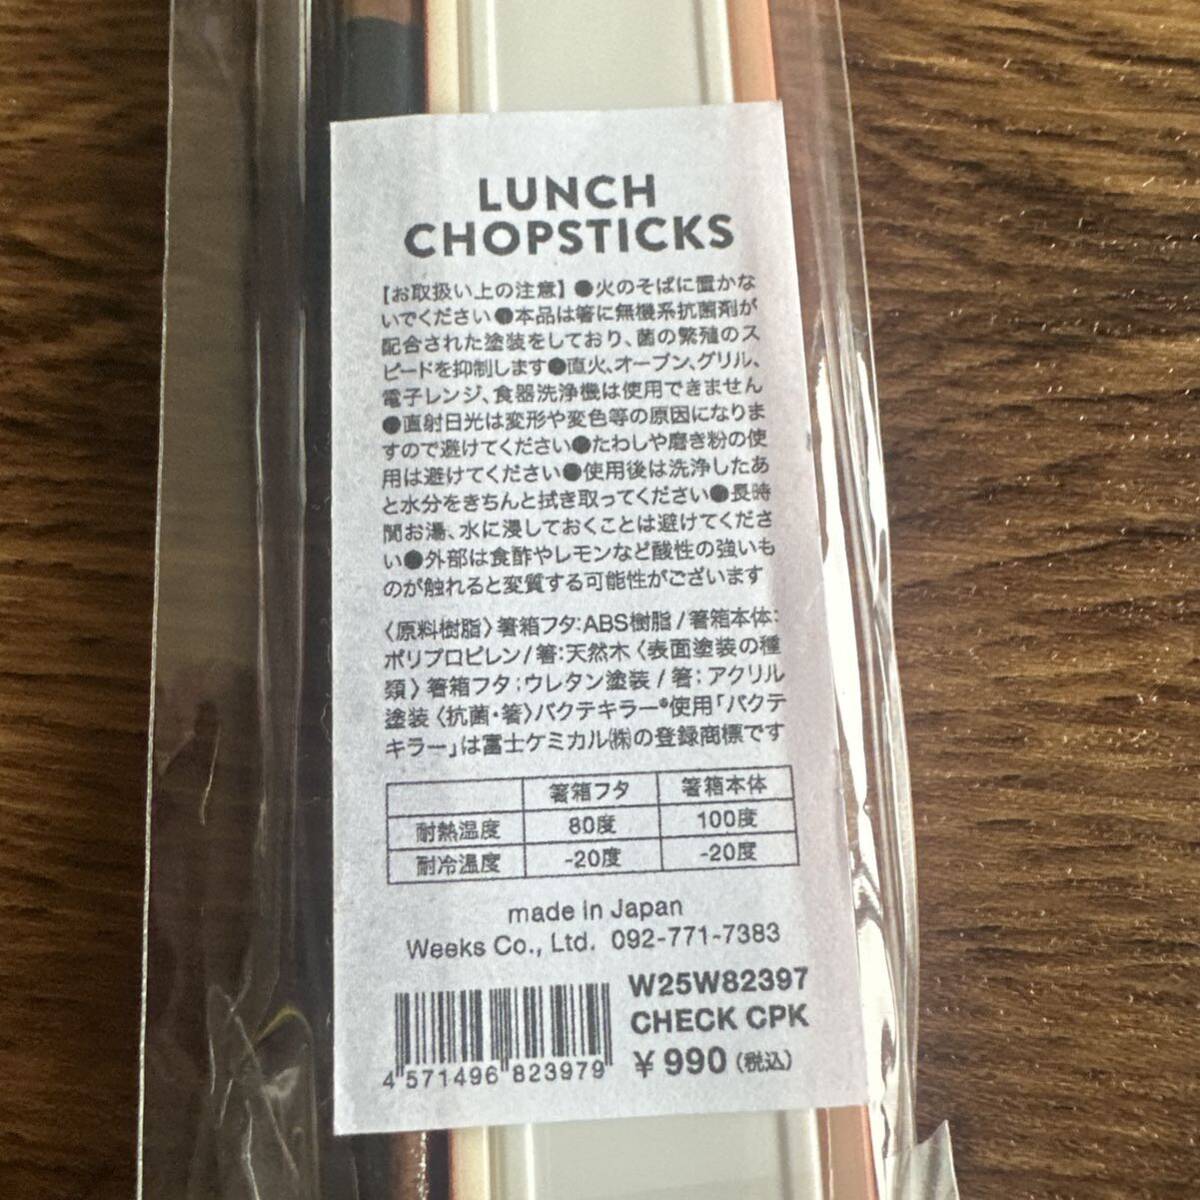 LUNCH
CHOPSTICKS
【お取扱い上の注意】●火のそばに置かな
いでください●本品は箸に無機系抗菌剤が
配合された塗装をしており、菌の繁殖のス
ピードを抑制します●直火、オーブン、グリル、
電子レンジ、食器洗浄機は使用できません
●直射日光は変形や変色等の原因になりま
すので避けてください●たわしや磨き粉の使
用は避けてください●使用後は洗浄したあ
と水分をきちんと拭き取ってください●長時
間お湯、水に浸しておくことは避けてくださ
い●外部は食酢やレモンなど酸性の強いも
のが触れると変質する可能性がございます
〈原料樹脂〉箸箱フタ:ABS樹脂/箸箱本体:
ポリプロピレン/箸:天然木〈表面塗装の種
類〉箸箱フタ:ウレタン塗装/箸:アクリル
塗装〈抗菌・箸〉バクテキラー®使用「バクテ
キラー」は富士ケミカル㈱の登録商標です
箸箱フタ 箸箱本体
耐熱温度 80度 100度
耐冷温度 -20度 -20度
made in Japan
Weeks Co., Ltd. 092-771-7383
W25W82397
CHECK CPK
¥ 990 (税込)
4 571496 823979